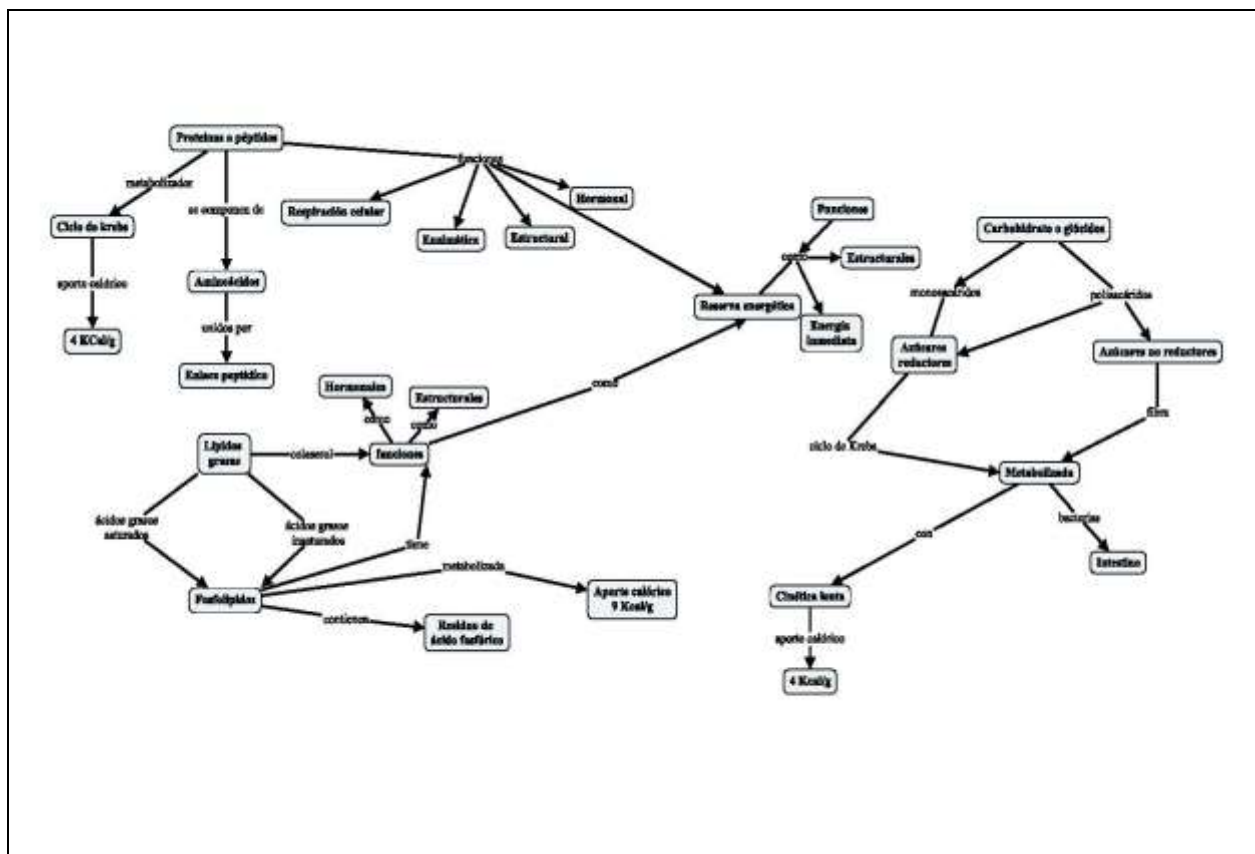 Proteinas o péptidos
funciones
metabolizador
Hormonal
Ciclo de krebs
se componen de
Respiración celular
Estructural
Funciones
Carbohidrato o glúcidos
como
Estructurales
aporte calórico
Aminoácidos
monosacáridos
polisacáridos
Reserva energética
Energía
inmediata
4 KCal/g
unidos por
Azúcares
reductores
Azúcares no reductores
Enlace peptídico
Hormonales
Estructurales
como
como
como
fibra
Lípidos
grasas
colesterol
funciones
ciclo de Krebs
Metabolizada
ácidos grasos
saturados
ácidos grasos
insaturados
tiene
bacterias
con
metabolizada
Intestino
Fosfolípidos
Aporte calórico
9 Kcal/g
Cinética lenta
contienen
Residuo de
ácido fosfórico
aporte calórico
4 Kcal/g